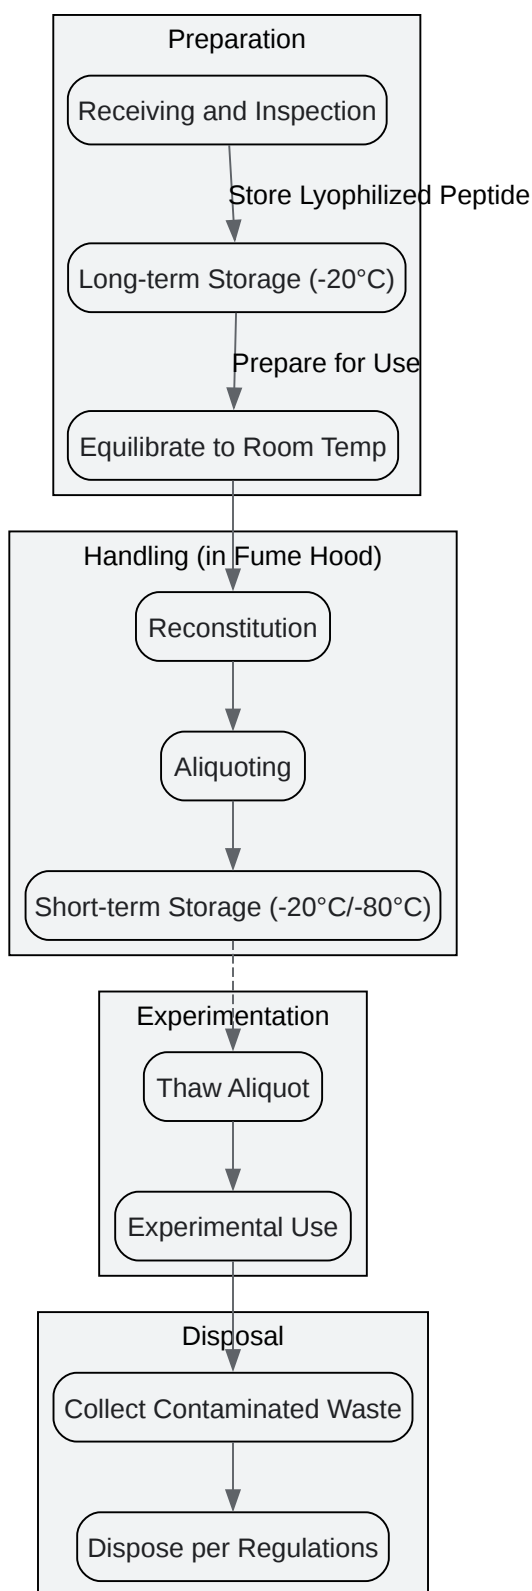 Preparation
Receiving and Inspection
Store Lyophilized Peptide
Long-term Storage (-20°C)
Prepare for Use
Equilibrate to Room Temp
Handling (in Fume Hood)
Reconstitution
Aliquoting
Short-term Storage (-20°C/-80°C)
Experimentation
Thaw Aliquot
Experimental Use
Disposal
Collect Contaminated Waste
Dispose per Regulations